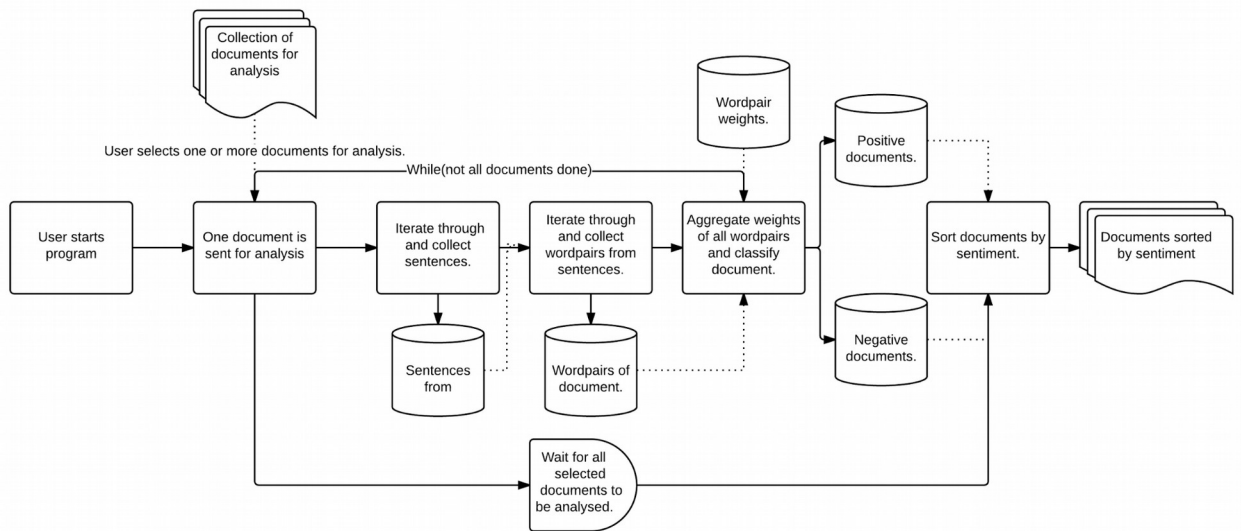 Collection of
documents for
analysis
User selects one or more documents for analysis.
While(not all documents done)
Wordpair
weights.
Positive
documents.
User starts
program
One document is
sent for analysis
Iterate through
and collect
sentences.
Iterate through
and collect
wordpairs from
sentences.
Aggregate weights
of all wordpairs
and classify
document.
Sort documents by
sentiment.
Documents sorted
by sentiment
Sentences
from
Wordpairs of
document.
Negative
documents.
Wait for all
selected
documents to
be analysed.